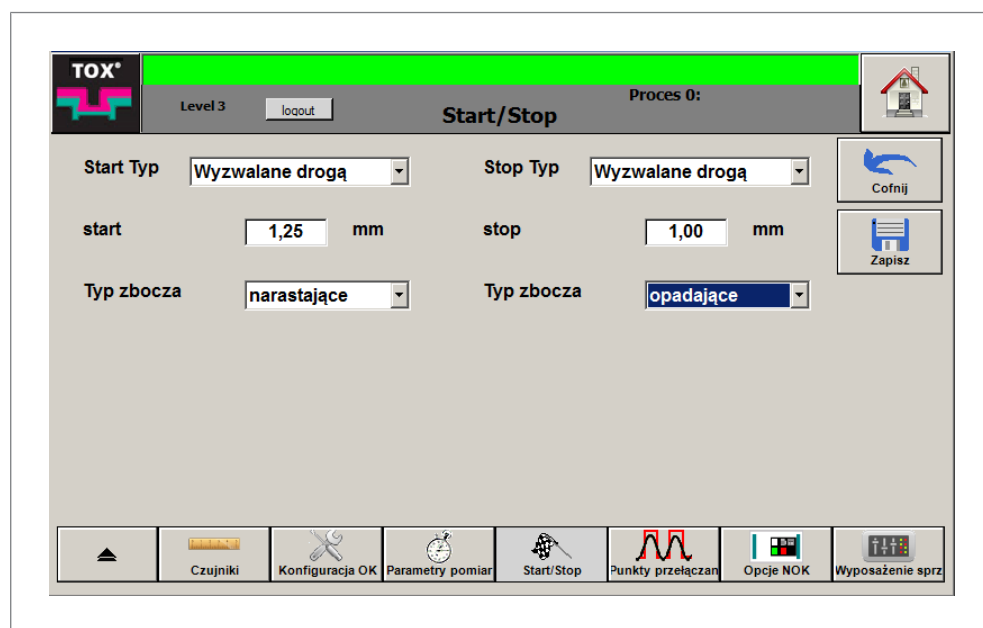 TOX®
Level 3
logout
Start/Stop
Proces 0:
Start Typ
Wyzwalane drogą
Stop Typ
Wyzwalane drogą
Cofnij
start
1,25
mm
stop
1,00
mm
Zapisz
Typ zbocza
narastające
Typ zbocza
opadające
Czujniki
Konfiguracja OK
Parametry pomiar
Start/Stop
Punkty przełączan
Opcje NOK
Wyposażenie sprz